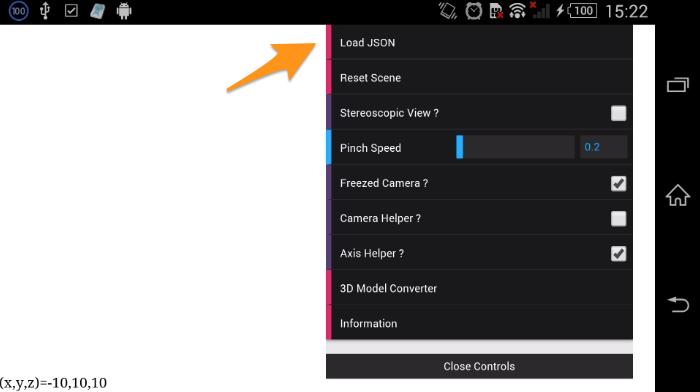 100
100
15:22
Load JSON
Reset Scene
Stereoscopic View ?
Pinch Speed
0.2
Freezed Camera ?
Camera Helper ?
Axis Helper ?
3D Model Converter
Information
Close Controls
(x,y,z)=-10,10,10